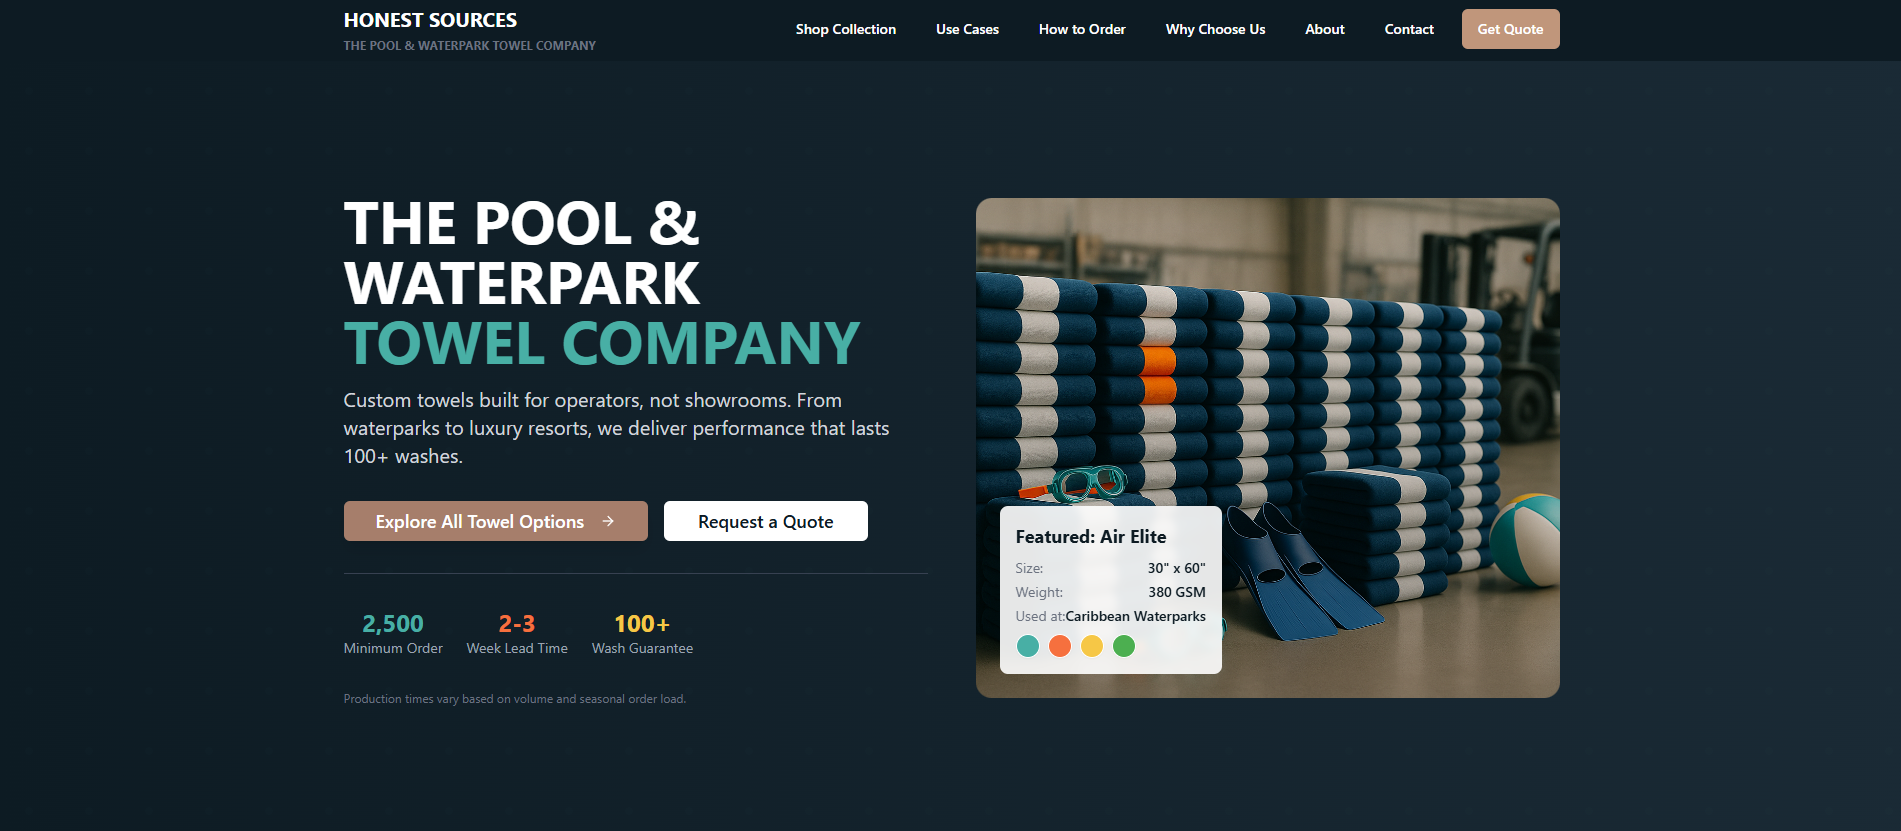 HONEST SOURCES
THE POOL & WATERPARK TOWEL COMPANY
Shop Collection
Use Cases
How to Order
Why Choose Us
About
Contact
Get Quote
THE POOL &
WATERPARK
TOWEL COMPANY
Custom towels built for operators, not showrooms. From
waterparks to luxury resorts, we deliver performance that lasts
100+ washes.
Explore All Towel Options →
Request a Quote
2,500
Minimum Order
2-3
Week Lead Time
100+
Wash Guarantee
Production times vary based on volume and seasonal order load.
Featured: Air Elite
Size: 30" x 60"
Weight: 380 GSM
Used at:Caribbean Waterparks